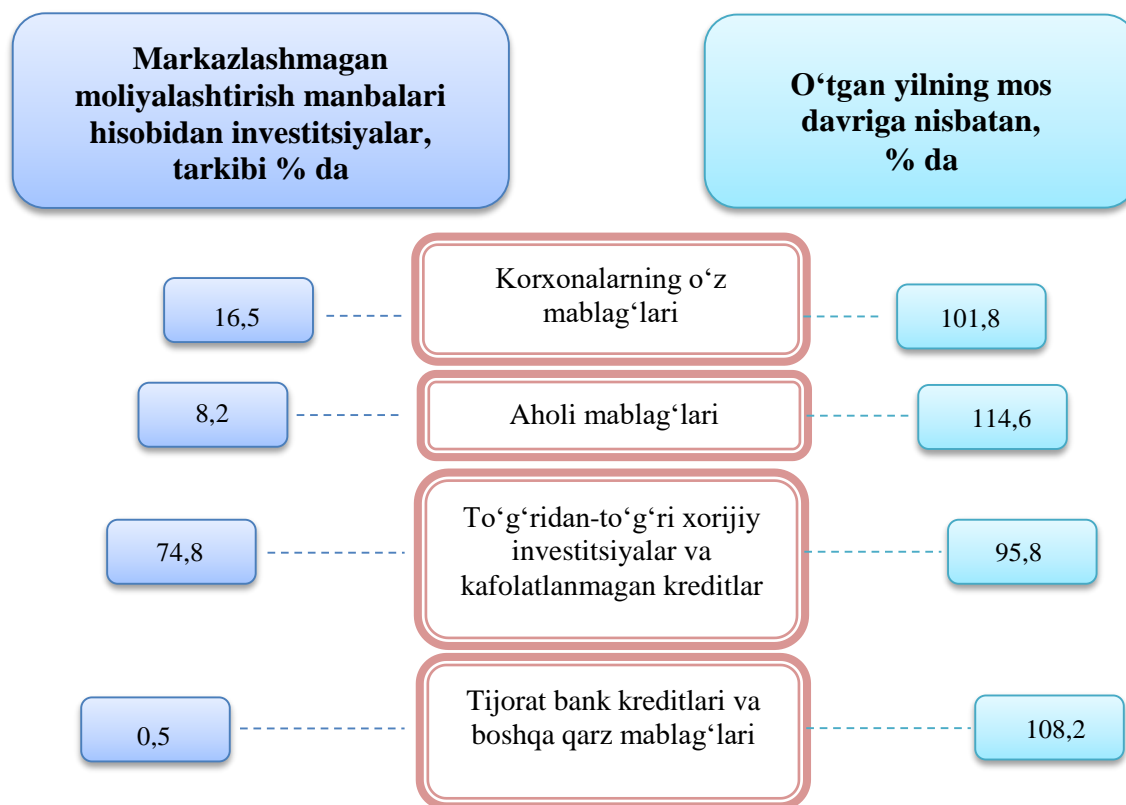 Markazlashmagan
moliyalashtirish manbalari
hisobidan investitsiyalar,
tarkibi % da
O‘tgan yilning mos
davriga nisbatan,
% da
16,5
Korxonalarning o‘z
mablag‘lari
101,8
8,2
Aholi mablag‘lari
114,6
74,8
To‘g‘ridan-to‘g‘ri xorijiy
investitsiyalar va
kafolatlanmagan kreditlar
95,8
0,5
Tijorat bank kreditlari va
boshqa qarz mablag‘lari
108,2